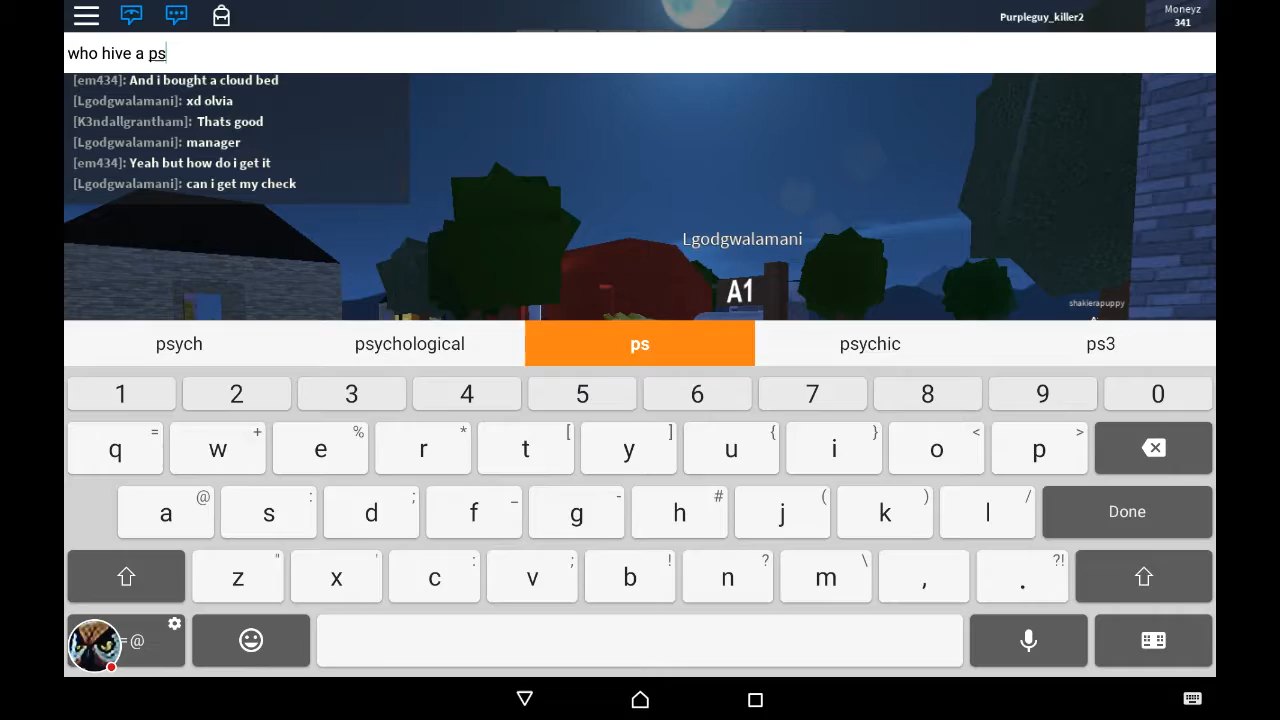 Purpleguy_killer2
Moneyz
341
who hive a ps
[em434]: And i bought a cloud bed
[Lgodgwalamani]: xd olvia
[K3ndallgrantham]: Thats good
[Lgodgwalamani]: manager
[em434]: Yeah but how do i get it
[Lgodgwalamani]: can i get my check
Lgodgwalamani
A1
shakierapuppy
psych psychological ps psychic ps3
1 2 3 4 5 6 7 8 9 0
= + % * [ ] { } < >
q w e r t y u i o p
@ : ; _ - # ( ) /
a s d f g h j k l Done
" ' : ; ! ? \ ?!
z x c v b n m , .
=@